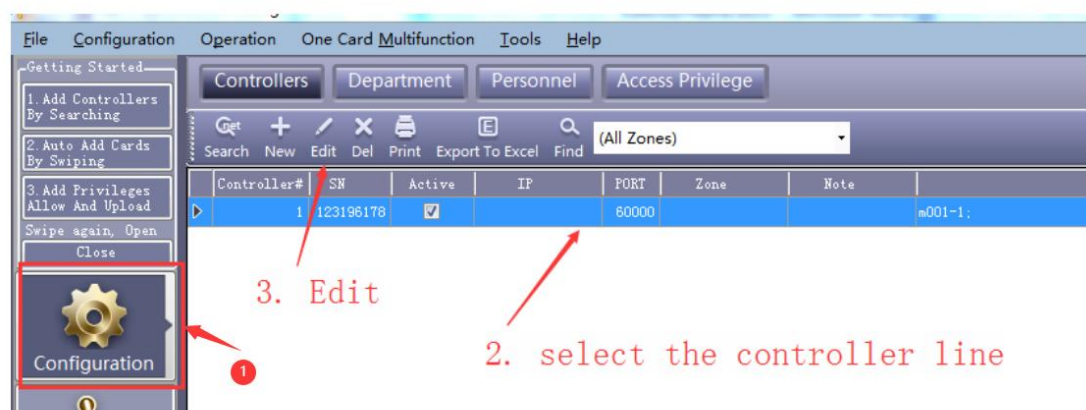 File Configuration Operation One Card Multifunction Tools Help
Getting Started
1. Add Controllers
By Searching
2. Auto Add Cards
By Swiping
3. Add Privileges
Allow And Upload
Swipe again, Open
Close
Configuration
1
Controllers Department Personnel Access Privilege
Get
Search New Edit Del Print Export To Excel Find (All Zones)
Controller# SN Active IP PORT Zone Note
1 123196178 60000 m001-1;
3. Edit
2. select the controller line